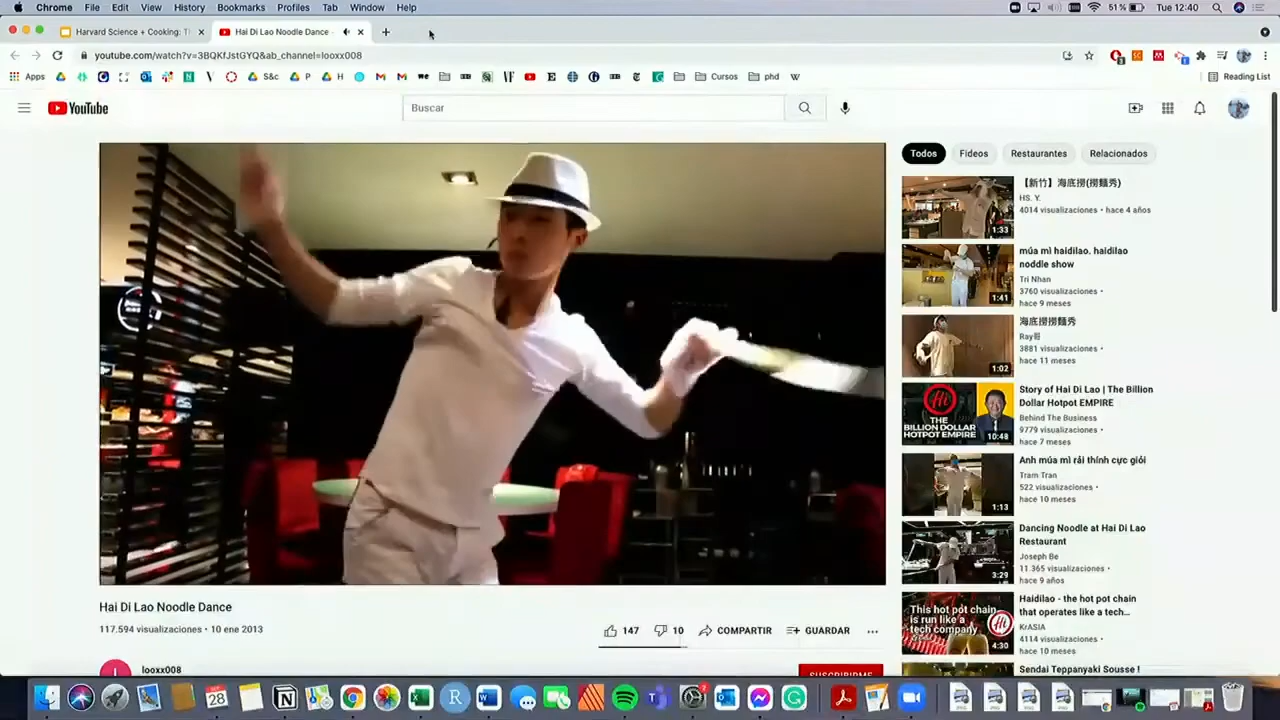 Chrome File Edit View History Bookmarks Profiles Tab Window Help 51% Tue 12:40
Harvard Science + Cooking: Th Hai Di Lao Noodle Dance -
youtube.com/watch?v=3BQKfJstGYQ&ab_channel=looxx008
Apps S&c P H Cursos phd Reading List
YouTube
Buscar
Todos Fideos Restaurantes Relacionados
【新竹】海底撈(撈麵秀)
HS. Y.
4014 visualizaciones • hace 4 años
1:33
múa mì haidilao. haidilao
noddle show
Tri Nhan
3760 visualizaciones •
hace 9 meses
1:41
海底撈撈麵秀
Ray哥
3881 visualizaciones •
hace 11 meses
1:02
Story of Hai Di Lao | The Billion
Dollar Hotpot EMPIRE
Behind The Business
9779 visualizaciones •
hace 7 meses
Hi
THE
BILLION DOLLAR
HOTPOT EMPIRE
10:48
Anh múa mì rải thính cực giỏi
Tram Tran
522 visualizaciones •
hace 10 meses
1:13
Dancing Noodle at Hai Di Lao
Restaurant
Joseph Be
11.365 visualizaciones •
hace 9 años
3:29
Haidilao - the hot pot chain
that operates like a tech...
KrASIA
4114 visualizaciones •
hace 10 meses
This hot pot chain
is run like a
tech company
Hi
4:30
Sendai Teppanyaki Sousse !
Hai Di Lao Noodle Dance
117.594 visualizaciones • 10 ene 2013
147 10 COMPARTIR GUARDAR
looxx008
SUSCRIBIRME
28